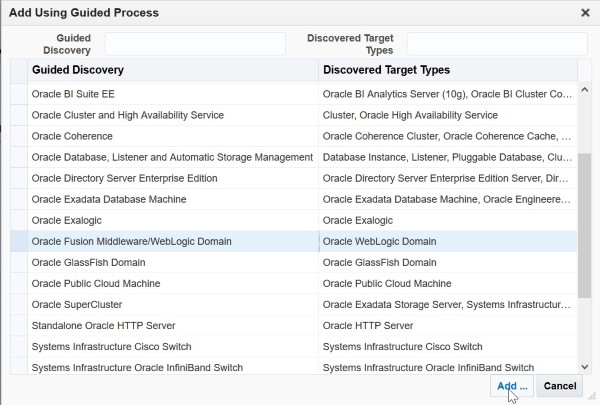 Add Using Guided Process
Guided Discovery
Discovered Target Types
Guided Discovery Discovered Target Types
Oracle BI Suite EE Oracle BI Analytics Server (10g), Oracle BI Cluster Co...
Oracle Cluster and High Availability Service Cluster, Oracle High Availability Service
Oracle Coherence Oracle Coherence Cluster, Oracle Coherence Cache, ...
Oracle Database, Listener and Automatic Storage Management Database Instance, Listener, Pluggable Database, Clu...
Oracle Directory Server Enterprise Edition Oracle Directory Server Enterprise Edition Server, Dir...
Oracle Exadata Database Machine Oracle Exadata Database Machine, Oracle Engineere...
Oracle Exalogic Oracle Exalogic
Oracle Fusion Middleware/WebLogic Domain Oracle WebLogic Domain
Oracle GlassFish Domain Oracle GlassFish Domain
Oracle Public Cloud Machine Oracle Public Cloud Machine
Oracle SuperCluster Oracle Exadata Storage Server, Systems Infrastructur...
Standalone Oracle HTTP Server Oracle HTTP Server
Systems Infrastructure Cisco Switch Systems Infrastructure Cisco Switch
Systems Infrastructure Oracle InfiniBand Switch Systems Infrastructure Oracle InfiniBand Switch
Add ... Cancel